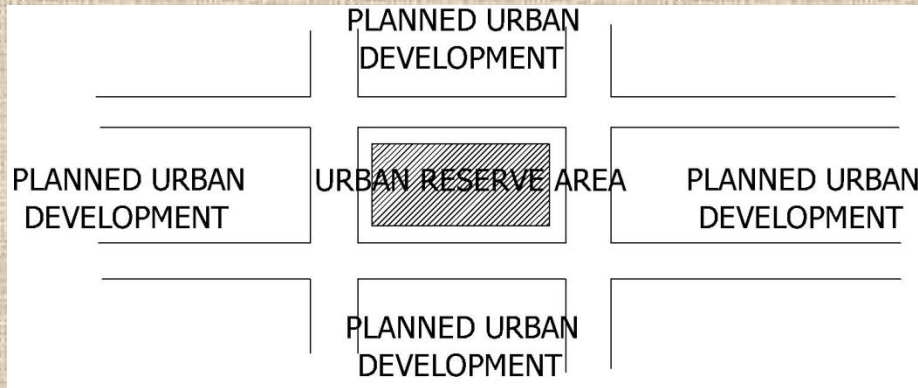 PLANNED URBAN
DEVELOPMENT
PLANNED URBAN
DEVELOPMENT
URBAN RESERVE AREA
PLANNED URBAN
DEVELOPMENT
PLANNED URBAN
DEVELOPMENT